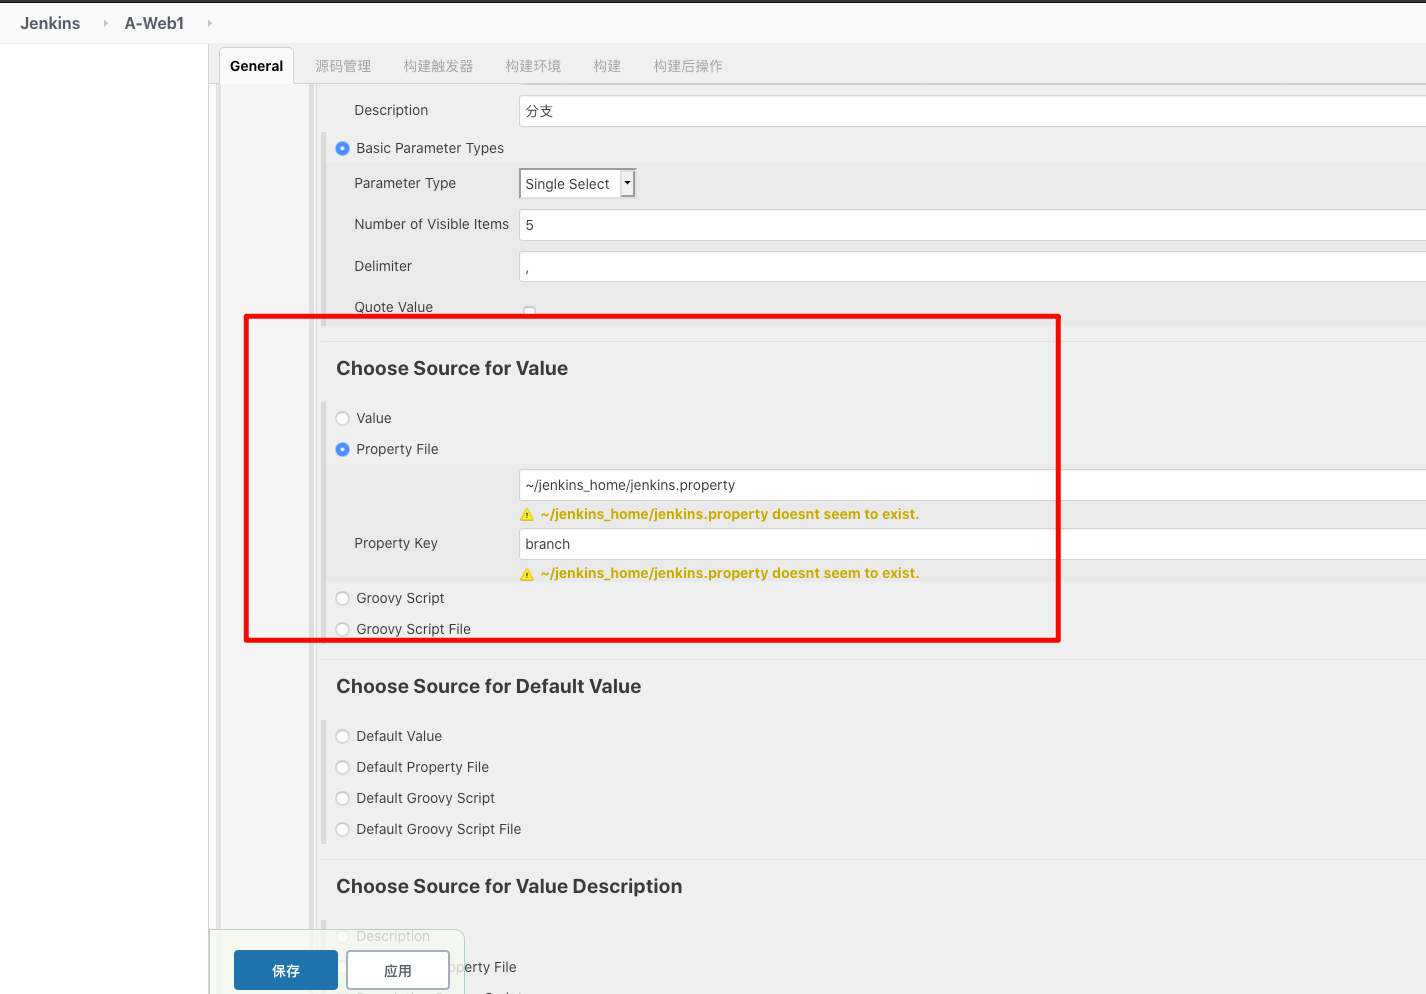 Jenkins A-Web1
General 源码管理 构建触发器 构建环境 构建 构建后操作
Description 分支
Basic Parameter Types
Parameter Type Single Select
Number of Visible Items 5
Delimiter ,
Quote Value
Choose Source for Value
Value
Property File
~/jenkins_home/jenkins.property
~/jenkins_home/jenkins.property doesnt seem to exist.
Property Key branch
~/jenkins_home/jenkins.property doesnt seem to exist.
Groovy Script
Groovy Script File
Choose Source for Default Value
Default Value
Default Property File
Default Groovy Script
Default Groovy Script File
Choose Source for Value Description
Description
perty File
保存 应用